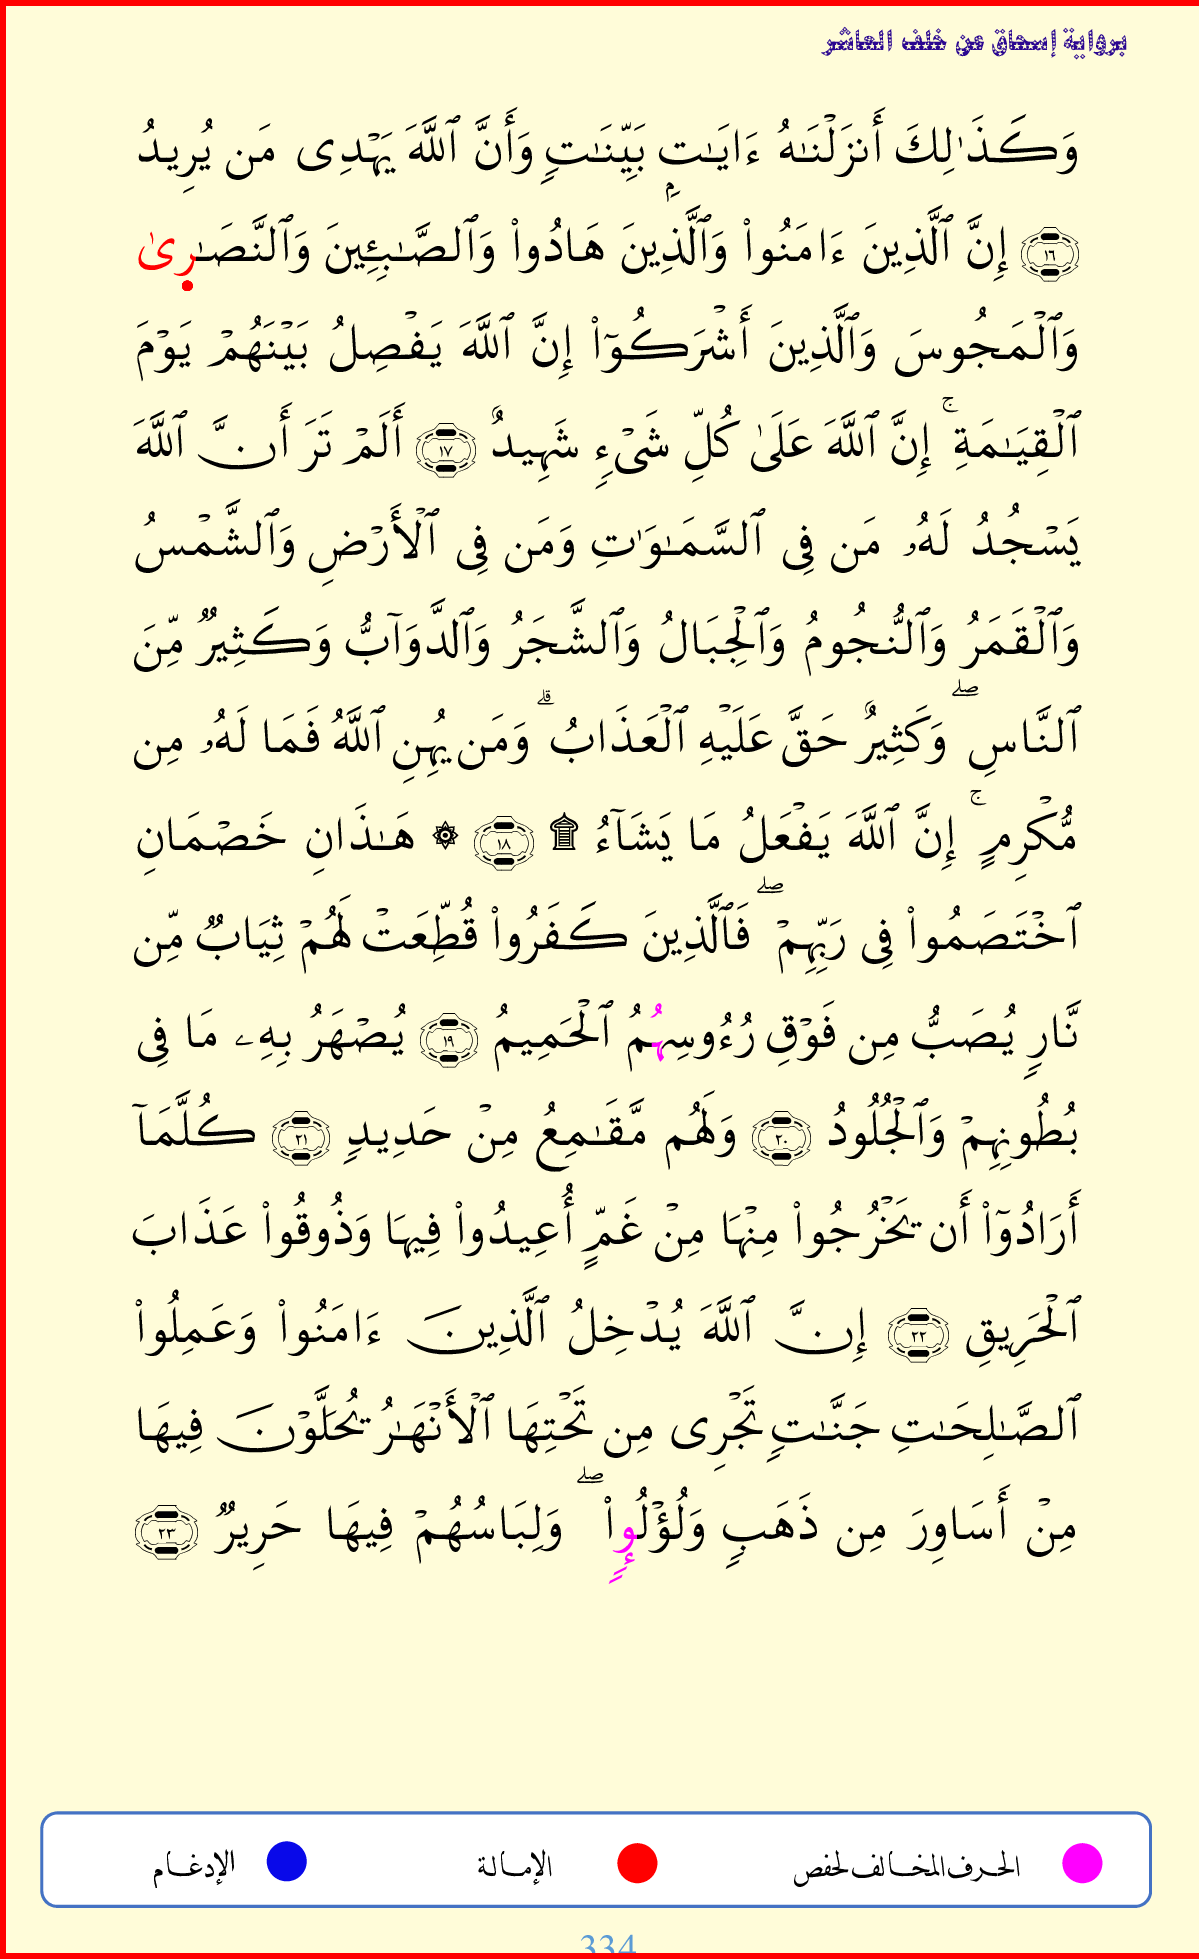 برواية إسحاق عن خلف العاشر
وَكَذَٰلِكَ أَنزَلْنَـٰهُ ءَايَـٰتِۭ بَيِّنَـٰتٍ وَأَنَّ ٱللَّهَ يَهْدِى مَن يُرِيدُ
١٦ إِنَّ ٱلَّذِينَ ءَامَنُوا۟ وَٱلَّذِينَ هَادُوا۟ وَٱلصَّـٰبِـِٔينَ وَٱلنَّصَـٰرِىٰ
وَٱلْمَجُوسَ وَٱلَّذِينَ أَشْرَكُوٓا۟ إِنَّ ٱللَّهَ يَفْصِلُ بَيْنَهُمْ يَوْمَ
ٱلْقِيَـٰمَةِ ۚ إِنَّ ٱللَّهَ عَلَىٰ كُلِّ شَىْءٍ شَهِيدٌ ١٧ أَلَمْ تَرَ أَنَّ ٱللَّهَ
يَسْجُدُ لَهُۥ مَن فِى ٱلسَّمَـٰوَٰتِ وَمَن فِى ٱلْأَرْضِ وَٱلشَّمْسُ
وَٱلْقَمَرُ وَٱلنُّجُومُ وَٱلْجِبَالُ وَٱلشَّجَرُ وَٱلدَّوَآبُّ وَكَثِيرٌ مِّنَ
ٱلنَّاسِ ۖ وَكَثِيرٌ حَقَّ عَلَيْهِ ٱلْعَذَابُ ۗ وَمَن يُهِنِ ٱللَّهُ فَمَا لَهُۥ مِن
مُّكْرِمٍ ۚ إِنَّ ٱللَّهَ يَفْعَلُ مَا يَشَآءُ ۩ ١٨ ۞ هَـٰذَانِ خَصْمَانِ
ٱخْتَصَمُوا۟ فِى رَبِّهِمْ ۖ فَٱلَّذِينَ كَفَرُوا۟ قُطِّعَتْ لَهُمْ ثِيَابٌ مِّن
نَّارٍ يُصَبُّ مِن فَوْقِ رُءُوسِهُمُ ٱلْحَمِيمُ ١٩ يُصْهَرُ بِهِۦ مَا فِى
بُطُونِهِمْ وَٱلْجُلُودُ ٢٠ وَلَهُم مَّقَـٰمِعُ مِنْ حَدِيدٍ ٢١ كُلَّمَآ
أَرَادُوٓا۟ أَن يَخْرُجُوا۟ مِنْهَا مِنْ غَمٍّ أُعِيدُوا۟ فِيهَا وَذُوقُوا۟ عَذَابَ
ٱلْحَرِيقِ ٢٢ إِنَّ ٱللَّهَ يُدْخِلُ ٱلَّذِينَ ءَامَنُوا۟ وَعَمِلُوا۟
ٱلصَّـٰلِحَـٰتِ جَنَّـٰتٍ تَجْرِى مِن تَحْتِهَا ٱلْأَنْهَـٰرُ يُحَلَّوْنَ فِيهَا
مِنْ أَسَاوِرَ مِن ذَهَبٍ وَلُؤْلُوإٍا۟ ۖ وَلِبَاسُهُمْ فِيهَا حَرِيرٌ ٢٣
الحرف المخالف لحفص الإمالة الإدغام
334